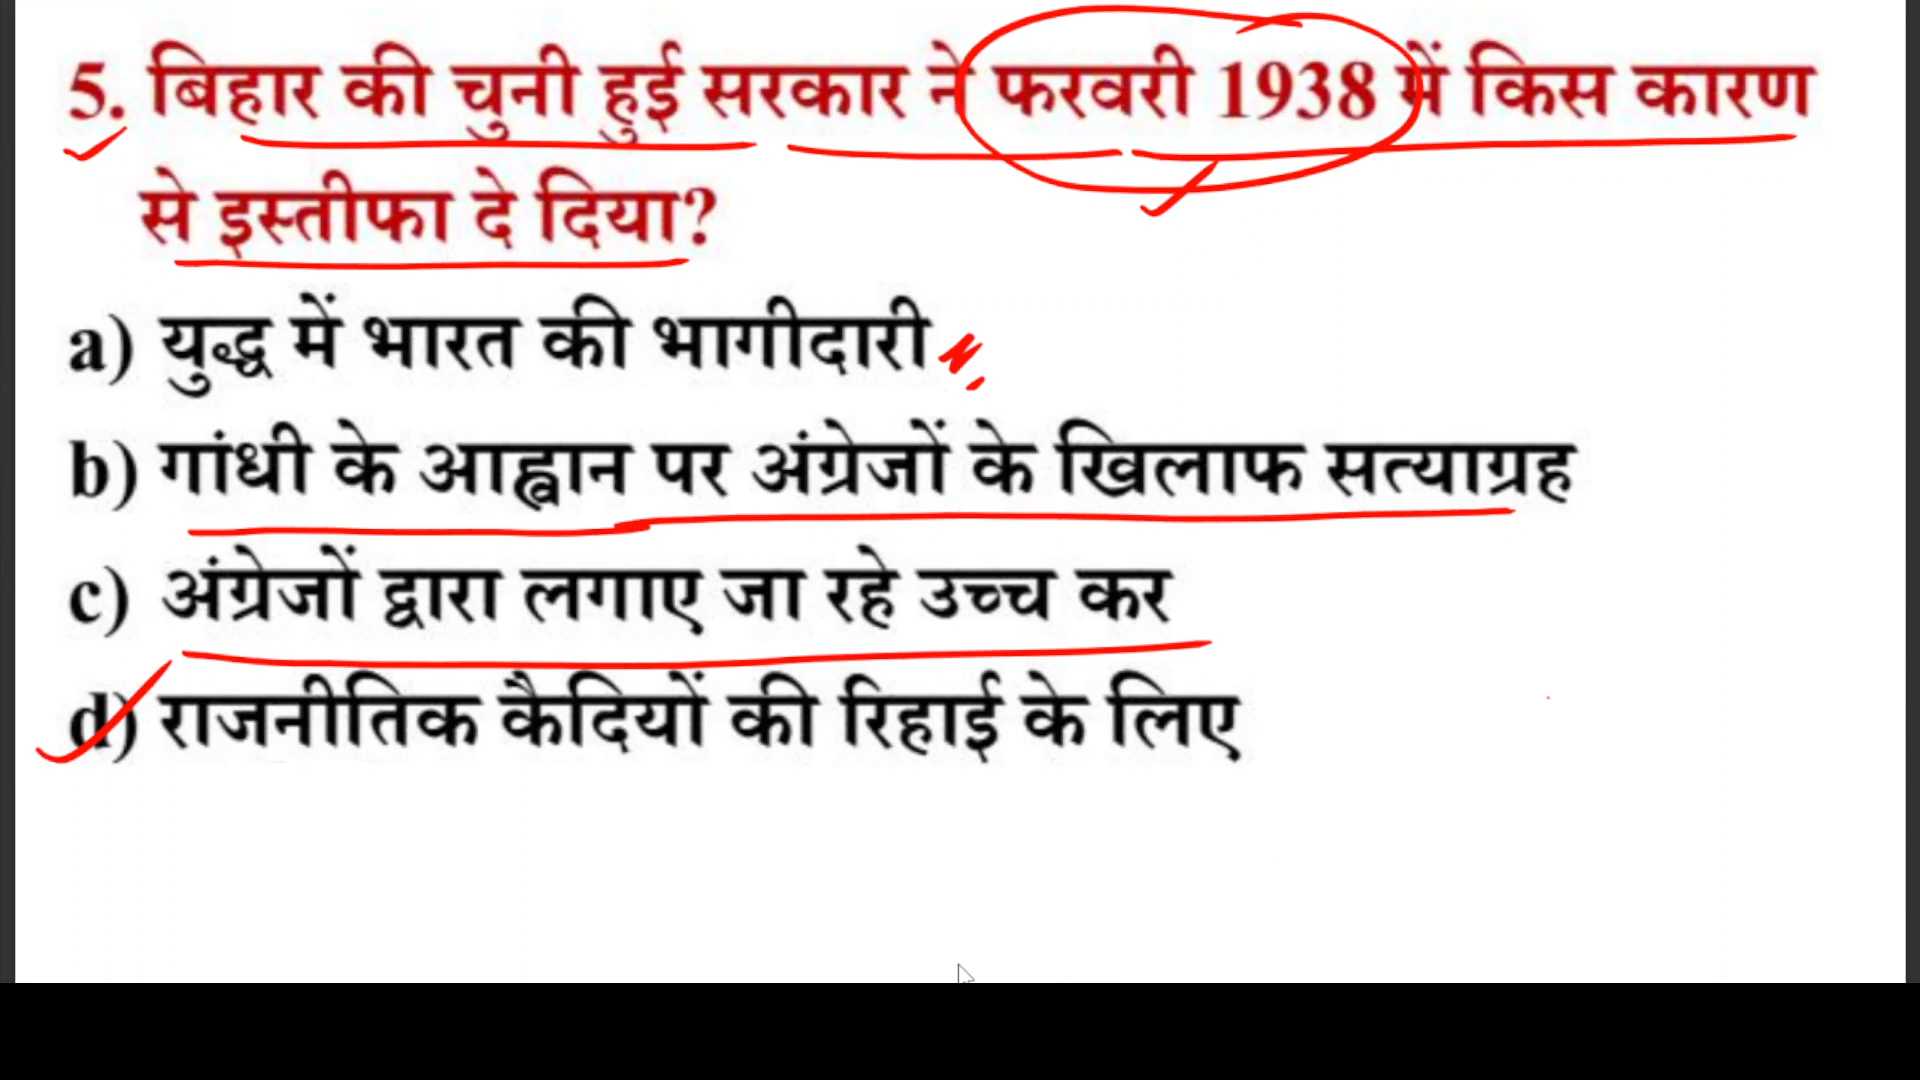 5. बिहार की चुनी हुई सरकार ने फरवरी 1938 में किस कारण
से इस्तीफा दे दिया?
a) युद्ध में भारत की भागीदारी
b) गांधी के आह्वान पर अंग्रेजों के खिलाफ सत्याग्रह
c) अंग्रेजों द्वारा लगाए जा रहे उच्च कर
d) राजनीतिक कैदियों की रिहाई के लिए